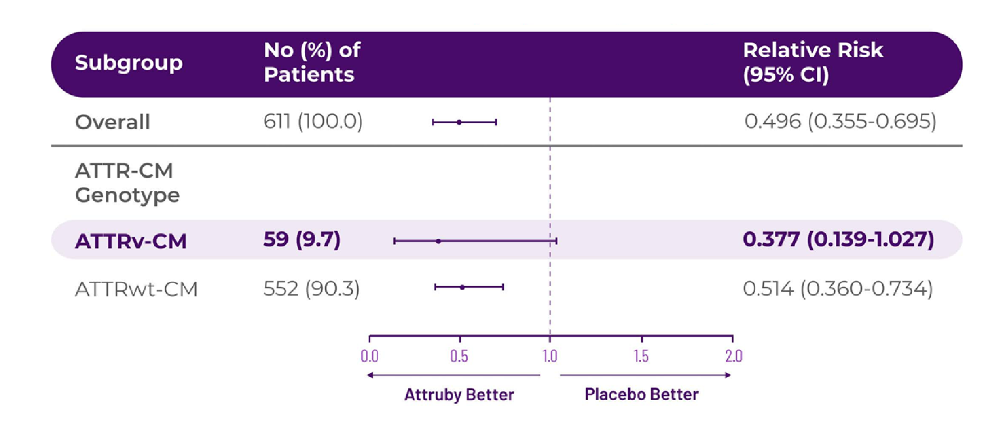 Subgroup
No (%) of
Patients
Relative Risk
(95% CI)
Overall
611 (100.0)
0.496 (0.355-0.695)
ATTR-CM
Genotype
ATTRv-CM
59 (9.7)
0.377 (0.139-1.027)
ATTRwt-CM
552 (90.3)
0.514 (0.360-0.734)
0.0 0.5 1.0 1.5 2.0
Attruby Better
Placebo Better